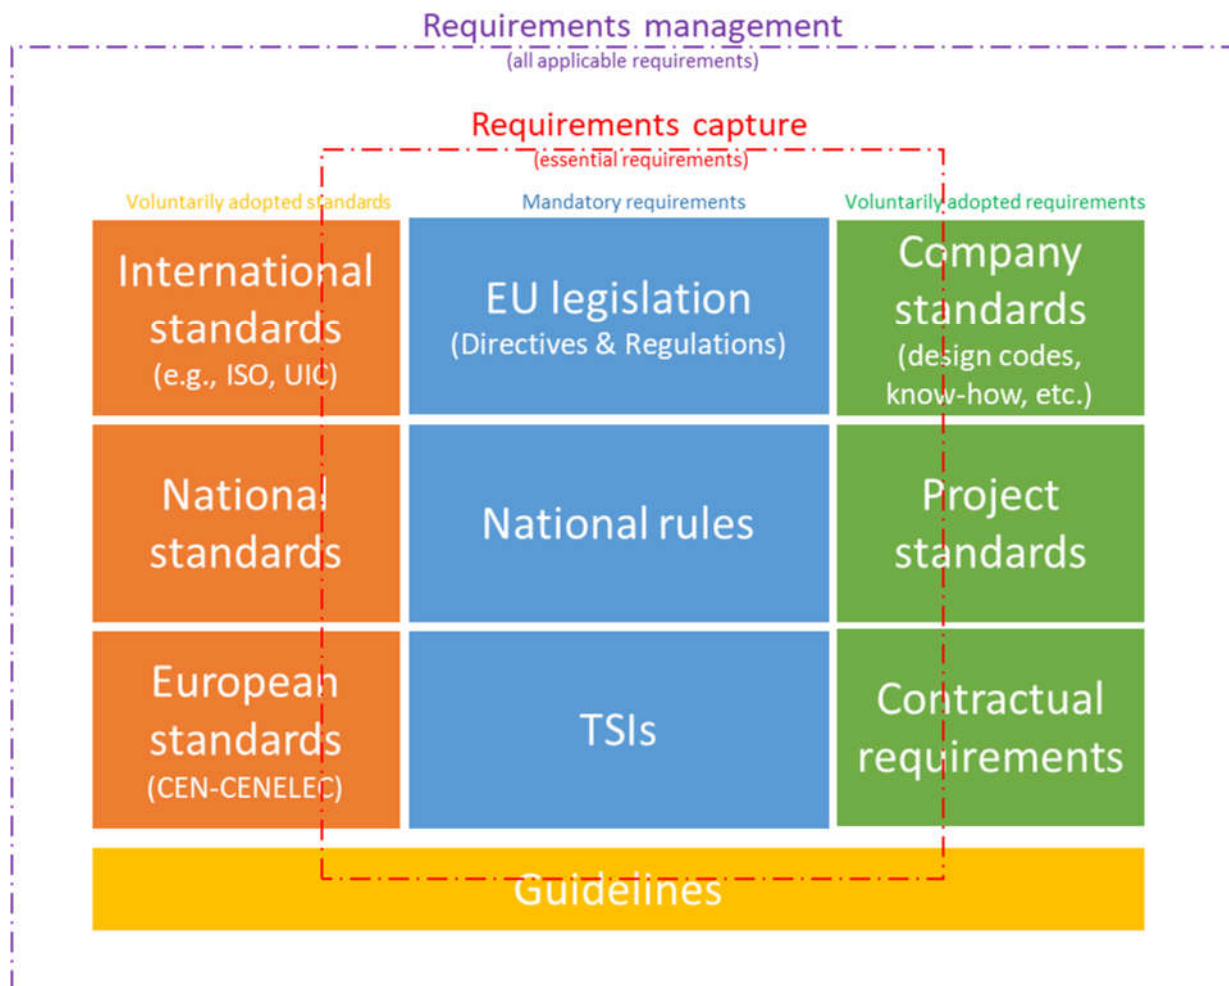 Requirements management
(all applicable requirements)
Requirements capture
(essential requirements)
Voluntarily adopted standards
Mandatory requirements
Voluntarily adopted requirements
International
standards
(e.g., ISO, UIC)
EU legislation
(Directives & Regulations)
Company
standards
(design codes,
know-how, etc.)
National
standards
National rules
Project
standards
European
standards
(CEN-CENELEC)
TSIs
Contractual
requirements
Guidelines